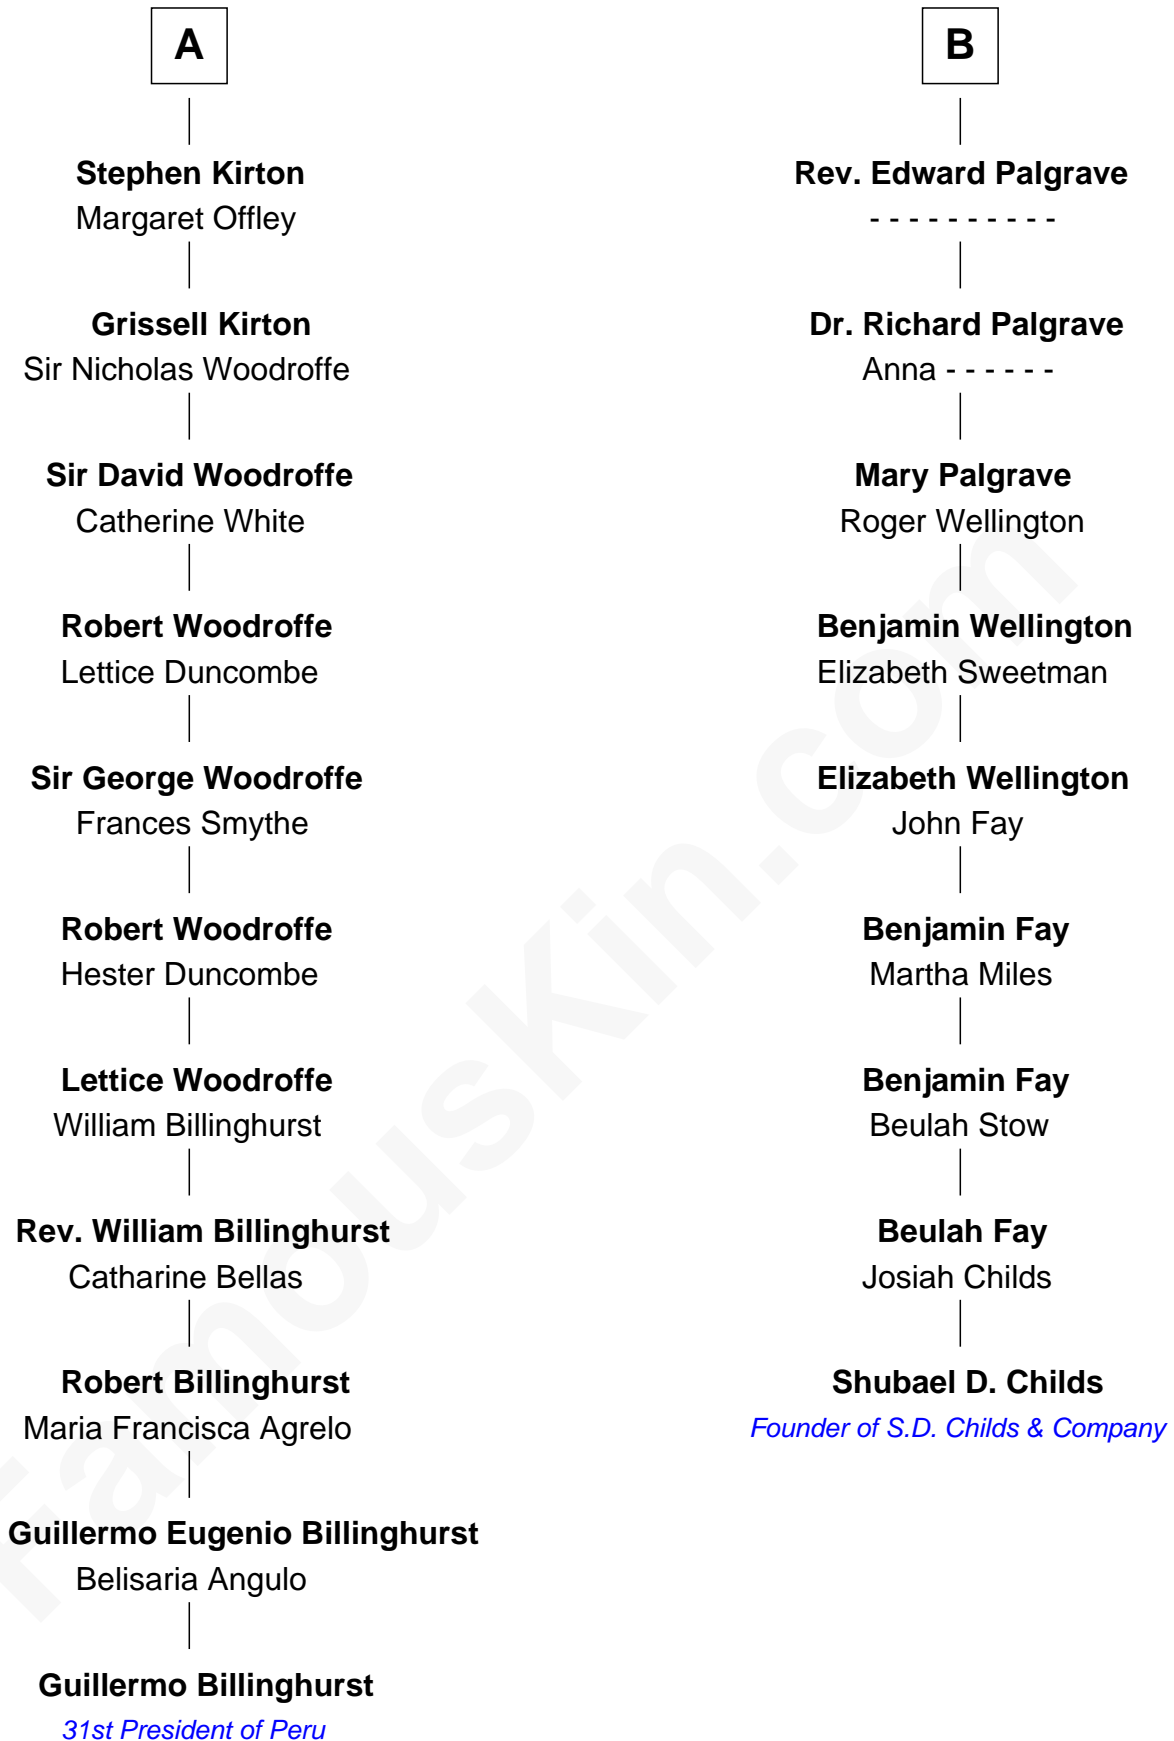 A
Stephen Kirton
Margaret Offley
Grissell Kirton
Sir Nicholas Woodroffe
Sir David Woodroffe
Catherine White
Robert Woodroffe
Lettice Duncombe
Sir George Woodroffe
Frances Smythe
Robert Woodroffe
Hester Duncombe
Lettice Woodroffe
William Billinghurst
Rev. William Billinghurst
Catharine Bellas
Robert Billinghurst
Maria Francisca Agrelo
Guillermo Eugenio Billinghurst
Belisaria Angulo
Guillermo Billinghurst
31st President of Peru
B
Rev. Edward Palgrave
- - - - - - - - - -
Dr. Richard Palgrave
Anna - - - - - -
Mary Palgrave
Roger Wellington
Benjamin Wellington
Elizabeth Sweetman
Elizabeth Wellington
John Fay
Benjamin Fay
Martha Miles
Benjamin Fay
Beulah Stow
Beulah Fay
Josiah Childs
Shubael D. Childs
Founder of S.D. Childs & Company
FamousKin.com